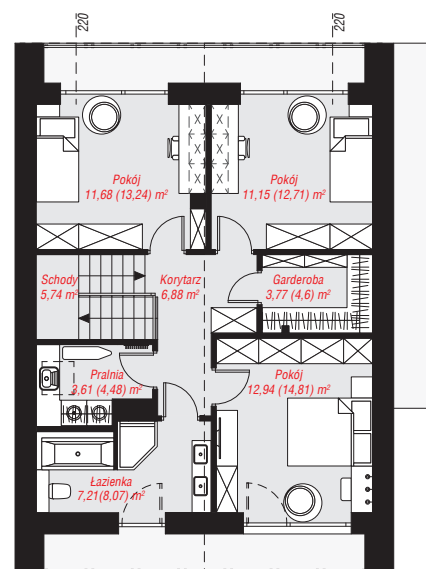 220
220
Pokój
11,68 (13,24) m²
Pokój
11,15 (12,71) m²
Schody
5,74 m²
Korytarz
6,88 m²
Garderoba
3,77 (4,6) m²
Pralnia
3,61 (4,48) m²
Pokój
12,94 (14,81) m²
Łazienka
7,21(8,07) m²